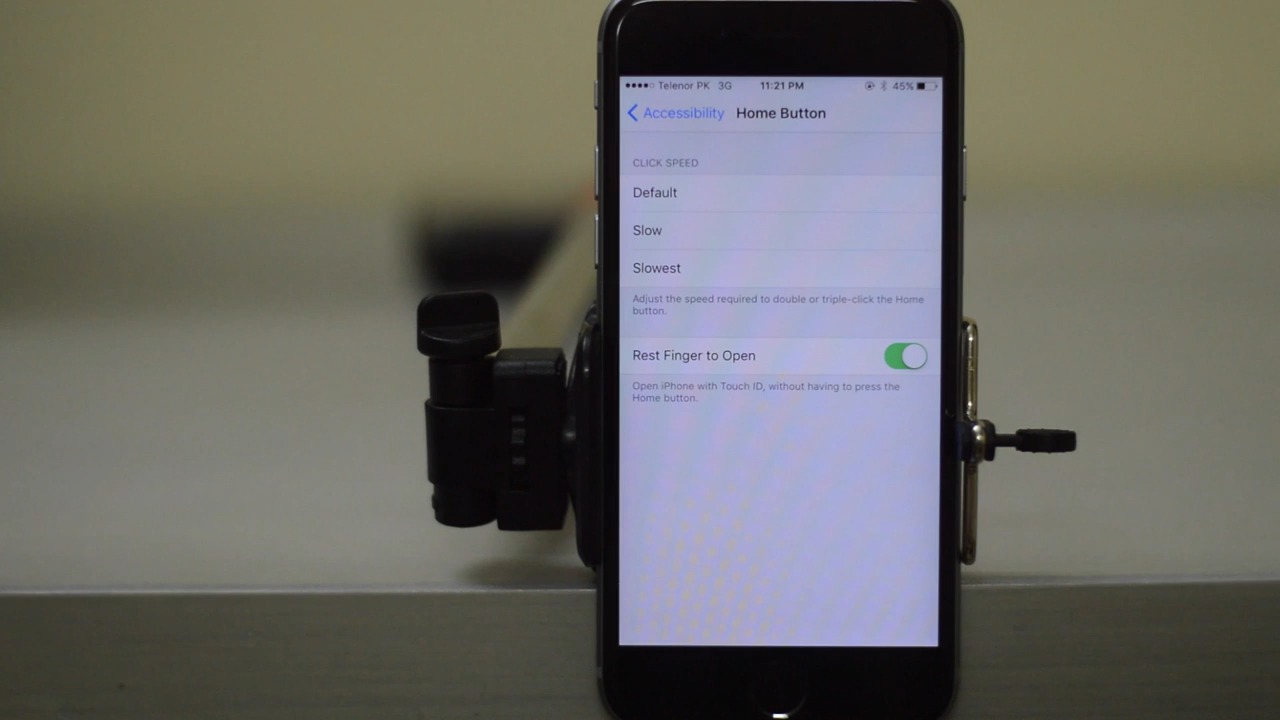 Telenor PK 3G 11:21 PM 45%
Accessibility Home Button
CLICK SPEED
Default
Slow
Slowest
Adjust the speed required to double or triple-click the Home
button.
Rest Finger to Open
Open iPhone with Touch ID, without having to press the
Home button.